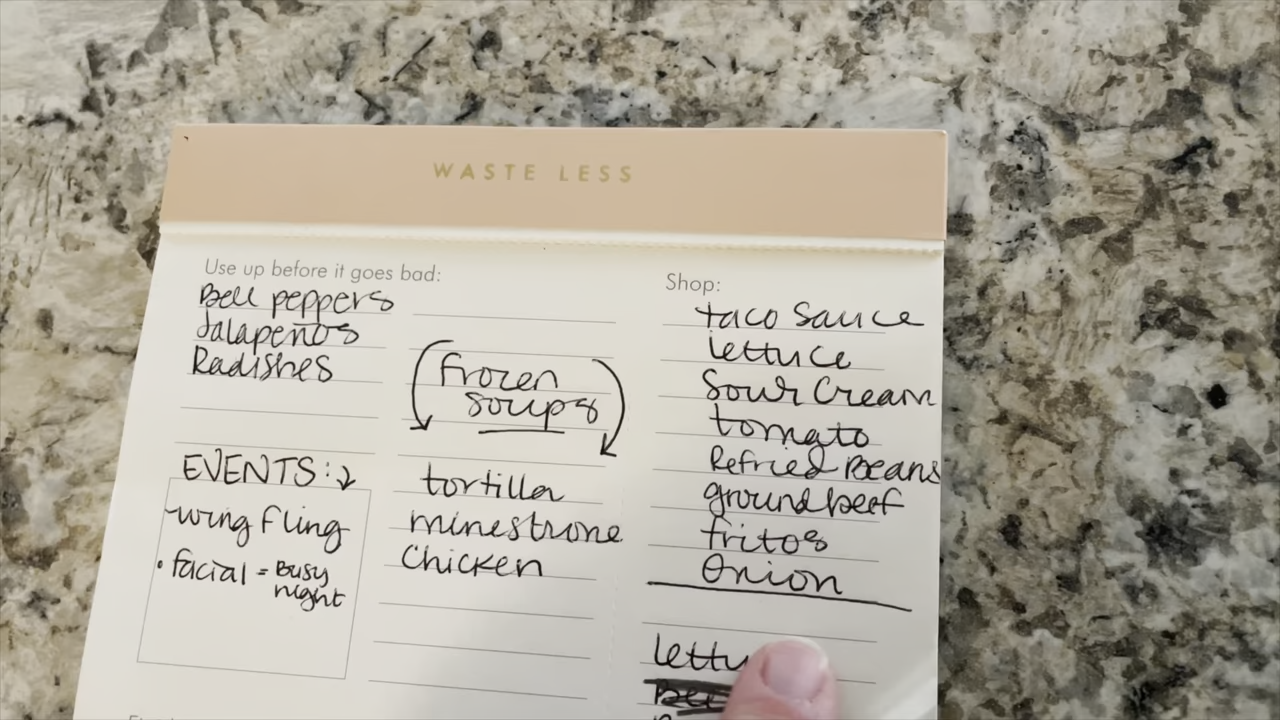 WASTE LESS
Use up before it goes bad:
Bell peppers
Jalapeños
Radishes
EVENTS:
wing fling
• facial = Busy
night
frozen
soups
tortilla
minestrone
Chicken
Shop:
taco sauce
lettuce
Sour Cream
tomato
Refried Beans
ground beef
fritos
Onion